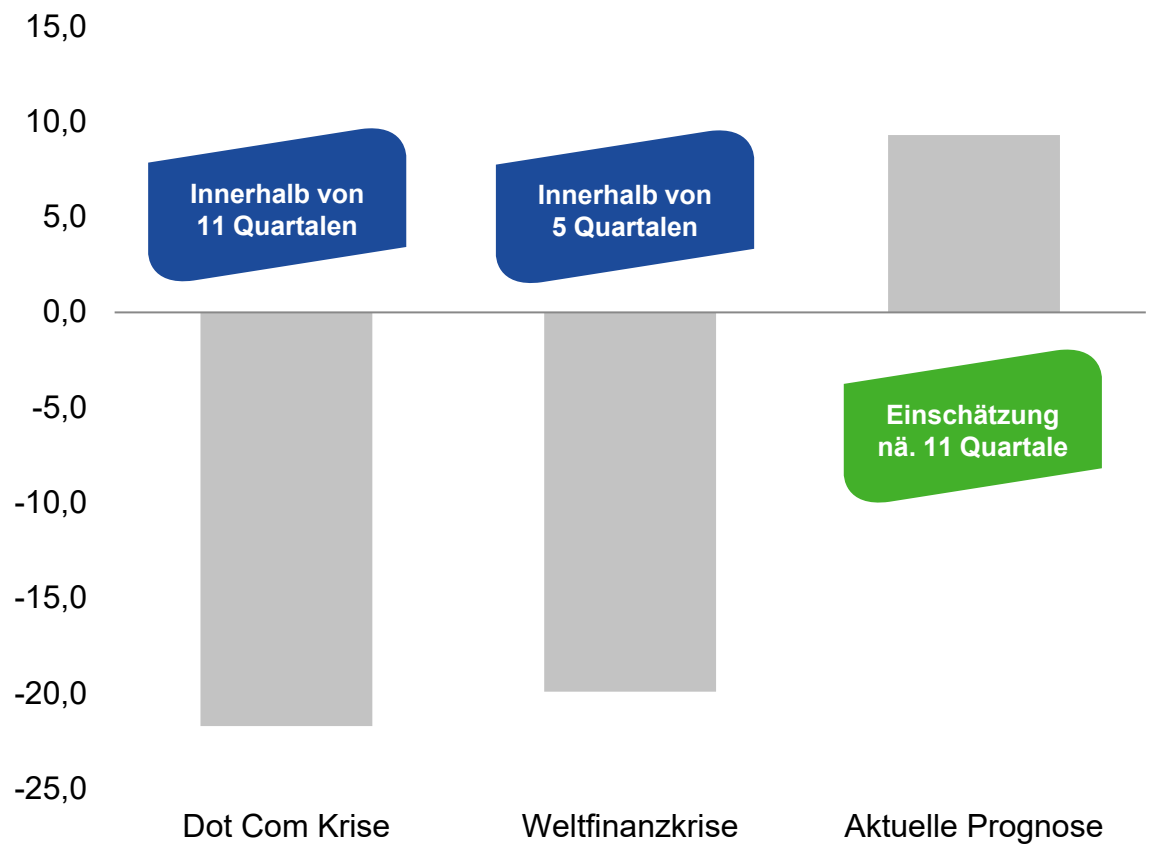 15,0
10,0
5,0
0,0
-5,0
-10,0
-15,0
-20,0
-25,0
Innerhalb von
11 Quartalen
Innerhalb von
5 Quartalen
Einschätzung
nä. 11 Quartale
Dot Com Krise
Weltfinanzkrise
Aktuelle Prognose